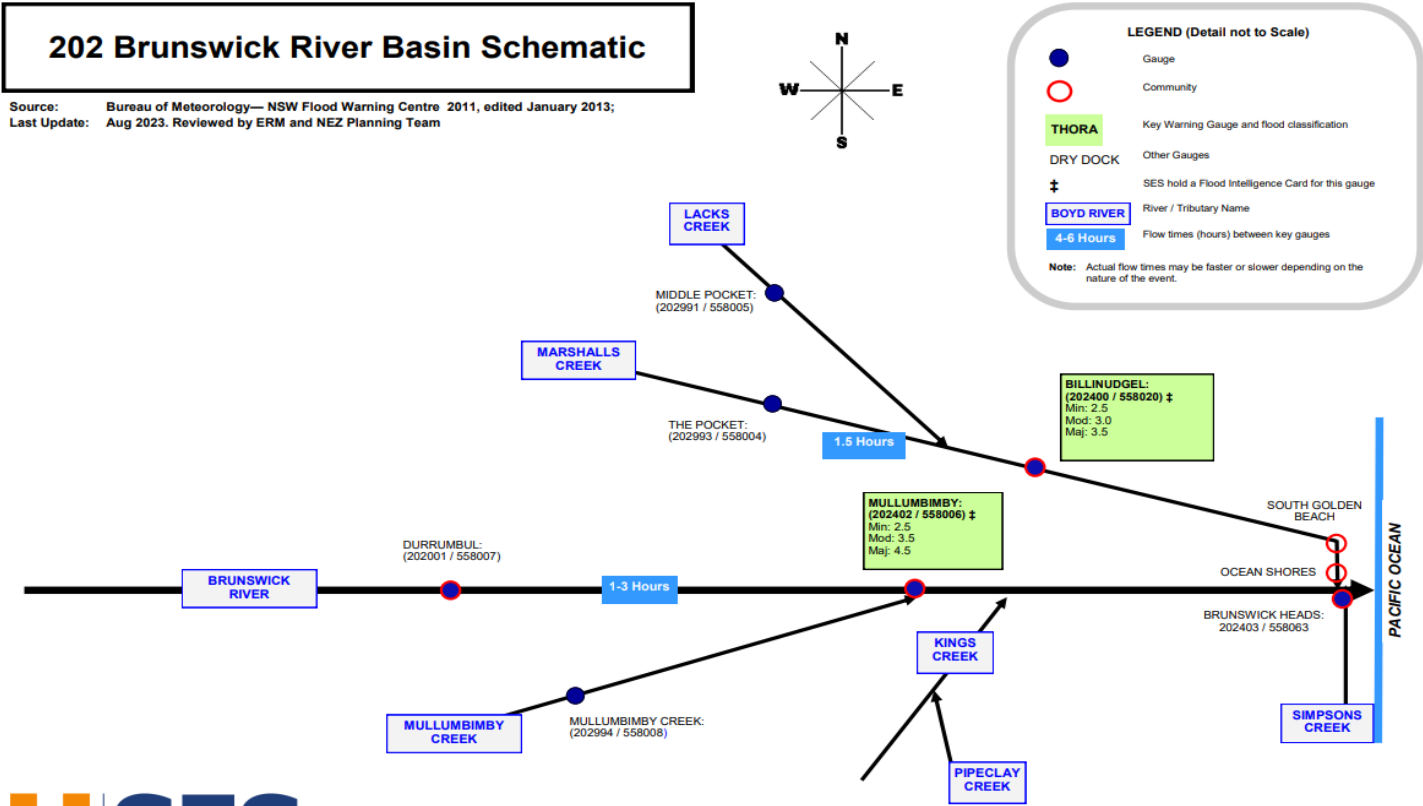 202 Brunswick River Basin Schematic
Source: Bureau of Meteorology— NSW Flood Warning Centre 2011, edited January 2013;
Last Update: Aug 2023. Reviewed by ERM and NEZ Planning Team
N
W
E
S
LEGEND (Detail not to Scale)
Gauge
Community
THORA Key Warning Gauge and flood classification
DRY DOCK Other Gauges
‡ SES hold a Flood Intelligence Card for this gauge
BOYD RIVER River / Tributary Name
4-6 Hours Flow times (hours) between key gauges
Note: Actual flow times may be faster or slower depending on the
nature of the event.
LACKS
CREEK
MIDDLE POCKET:
(202991 / 558005)
MARSHALLS
CREEK
THE POCKET:
(202993 / 558004)
1.5 Hours
BILLINUDGEL:
(202400 / 558020) ‡
Min: 2.5
Mod: 3.0
Maj: 3.5
MULLUMBIMBY:
(202402 / 558006) ‡
Min: 2.5
Mod: 3.5
Maj: 4.5
SOUTH GOLDEN
BEACH
OCEAN SHORES
PACIFIC OCEAN
DURRUMBUL:
(202001 / 558007)
BRUNSWICK
RIVER
1-3 Hours
BRUNSWICK HEADS:
202403 / 558063
KINGS
CREEK
MULLUMBIMBY
CREEK
MULLUMBIMBY CREEK:
(202994 / 558008)
SIMPSONS
CREEK
PIPECLAY
CREEK
SES